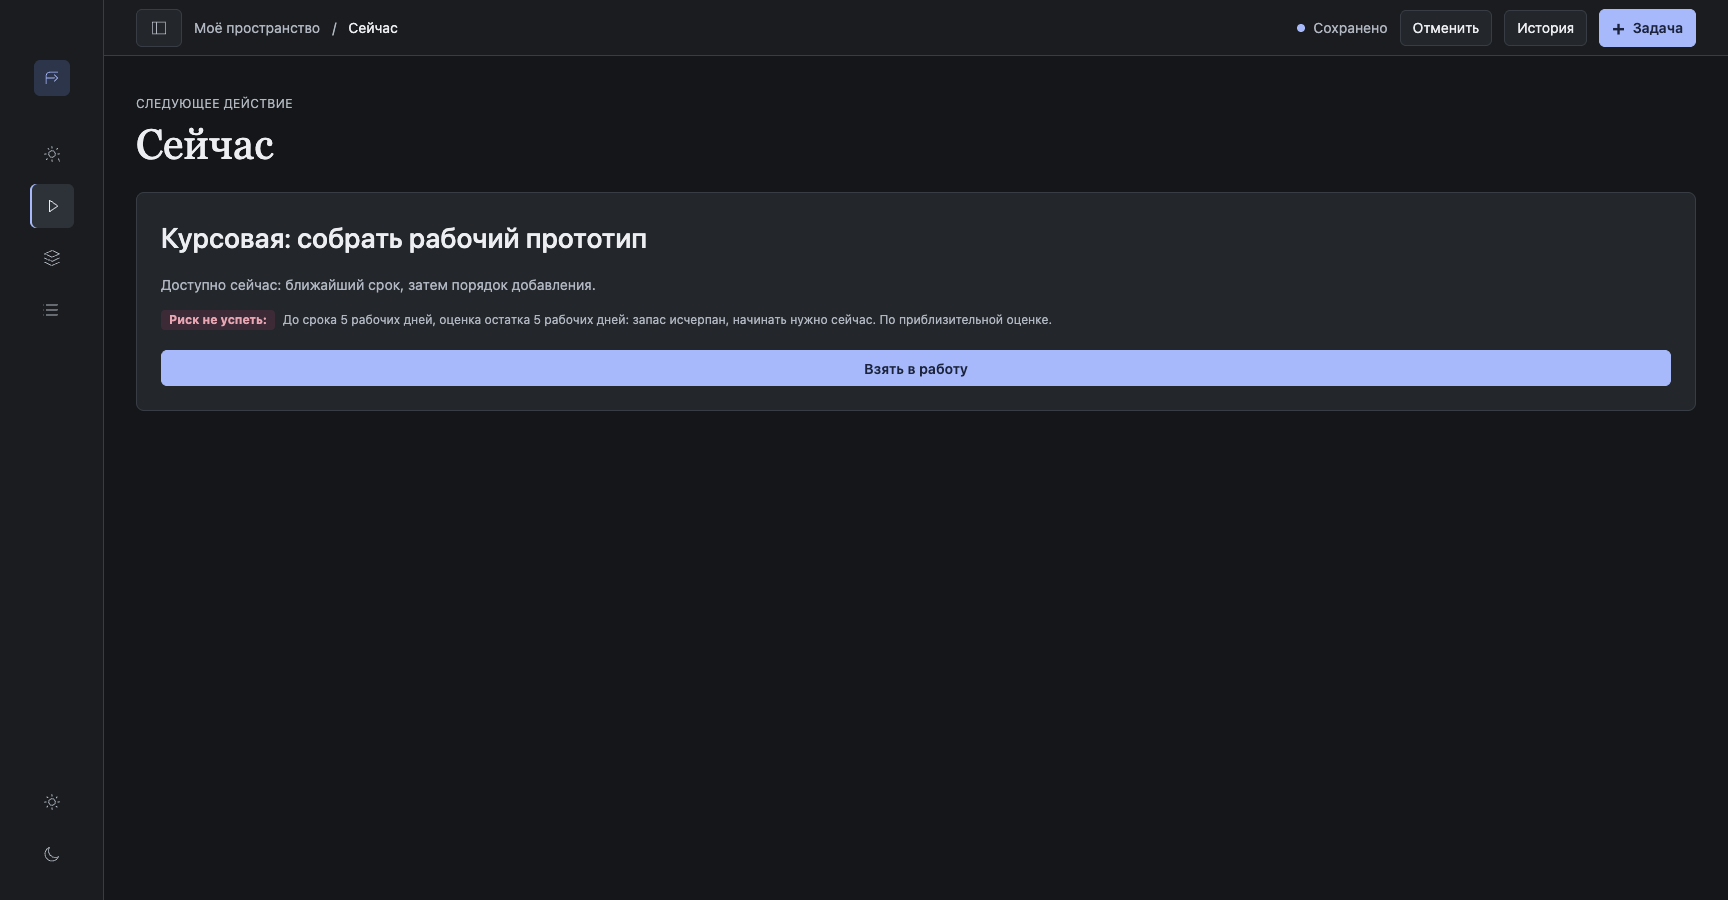 Моё пространство / Сейчас
Сохранено
Отменить
История
+ Задача
СЛЕДУЮЩЕЕ ДЕЙСТВИЕ
Сейчас
Курсовая: собрать рабочий прототип
Доступно сейчас: ближайший срок, затем порядок добавления.
Риск не успеть: До срока 5 рабочих дней, оценка остатка 5 рабочих дней: запас исчерпан, начинать нужно сейчас. По приблизительной оценке.
Взять в работу